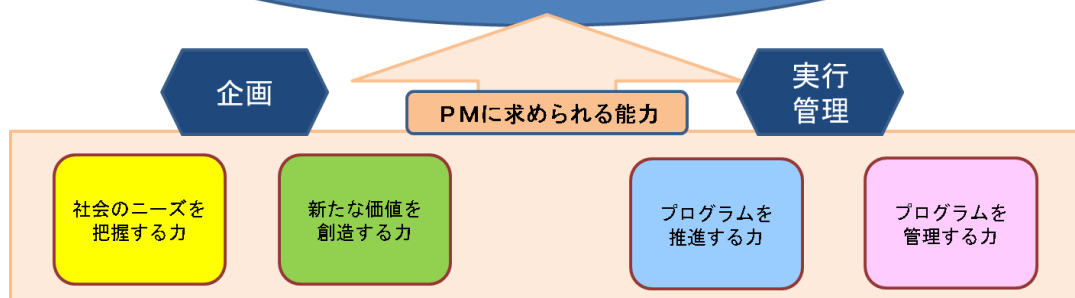 企画
実行
管理
ＰＭに求められる能力
社会のニーズを
把握する力
新たな価値を
創造する力
プログラムを
推進する力
プログラムを
管理する力